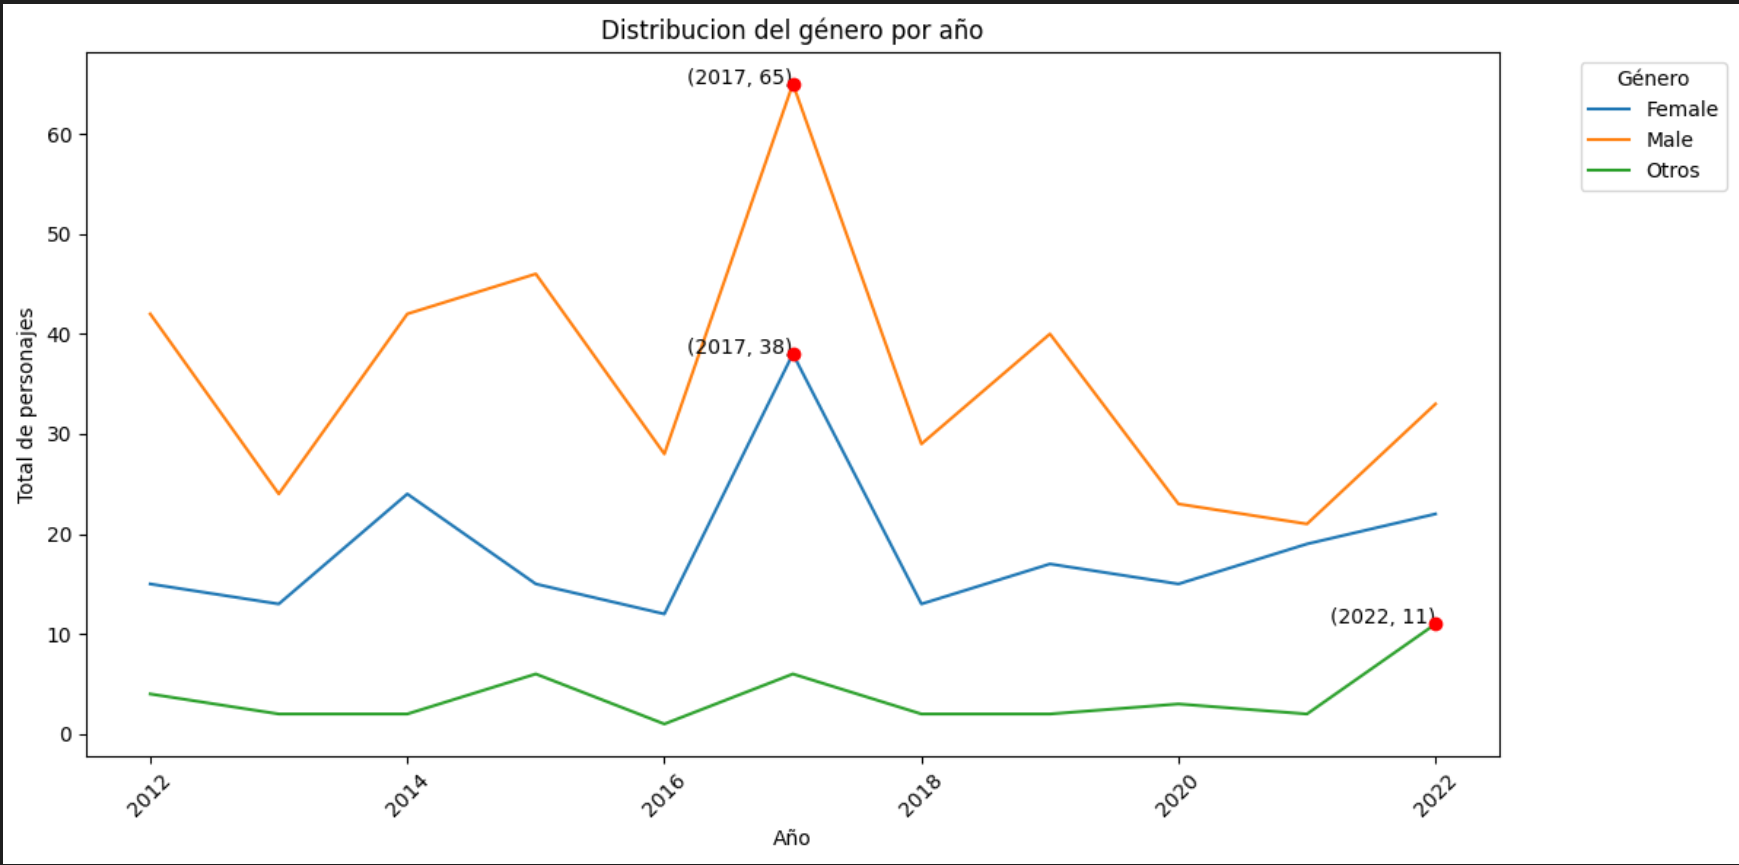 Distribucion del género por año
(2017, 65)
(2017, 38)
(2022, 11)
Género
Female
Male
Otros
Total de personajes
60
50
40
30
20
10
0
2012
2014
2016
2018
2020
2022
Año